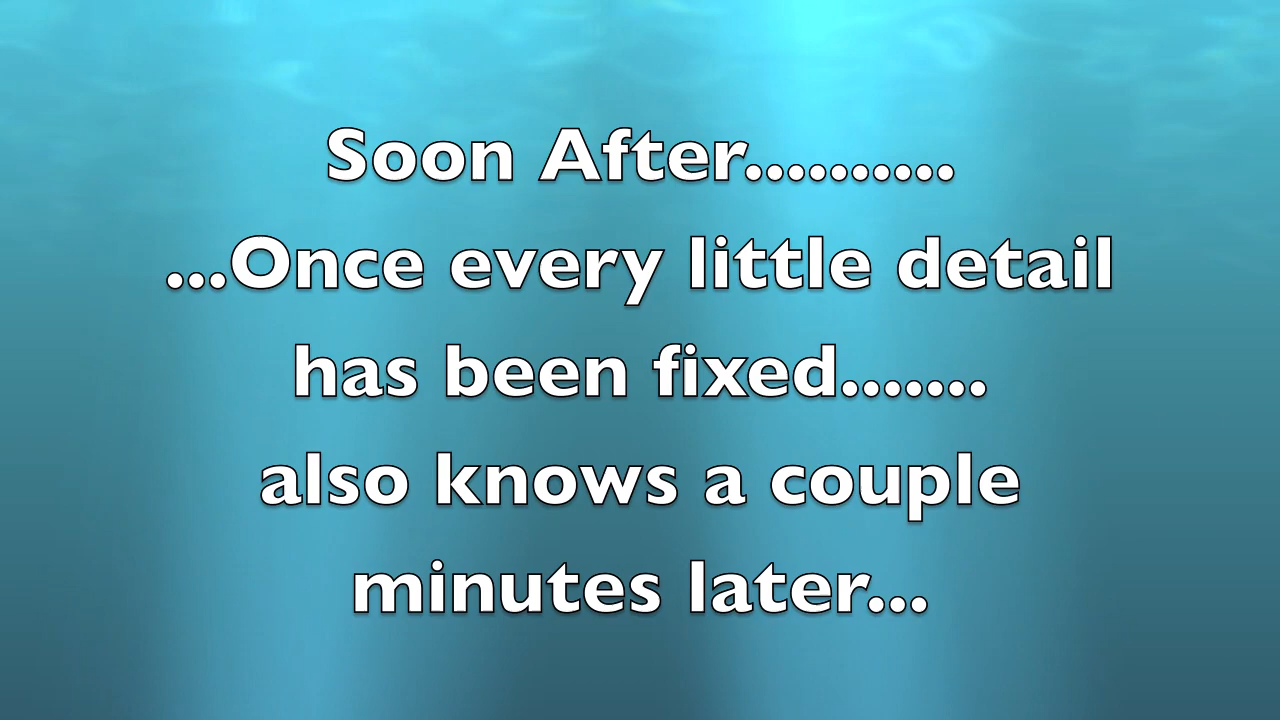 Soon After..........
...Once every little detail
has been fixed.......
also knows a couple
minutes later...